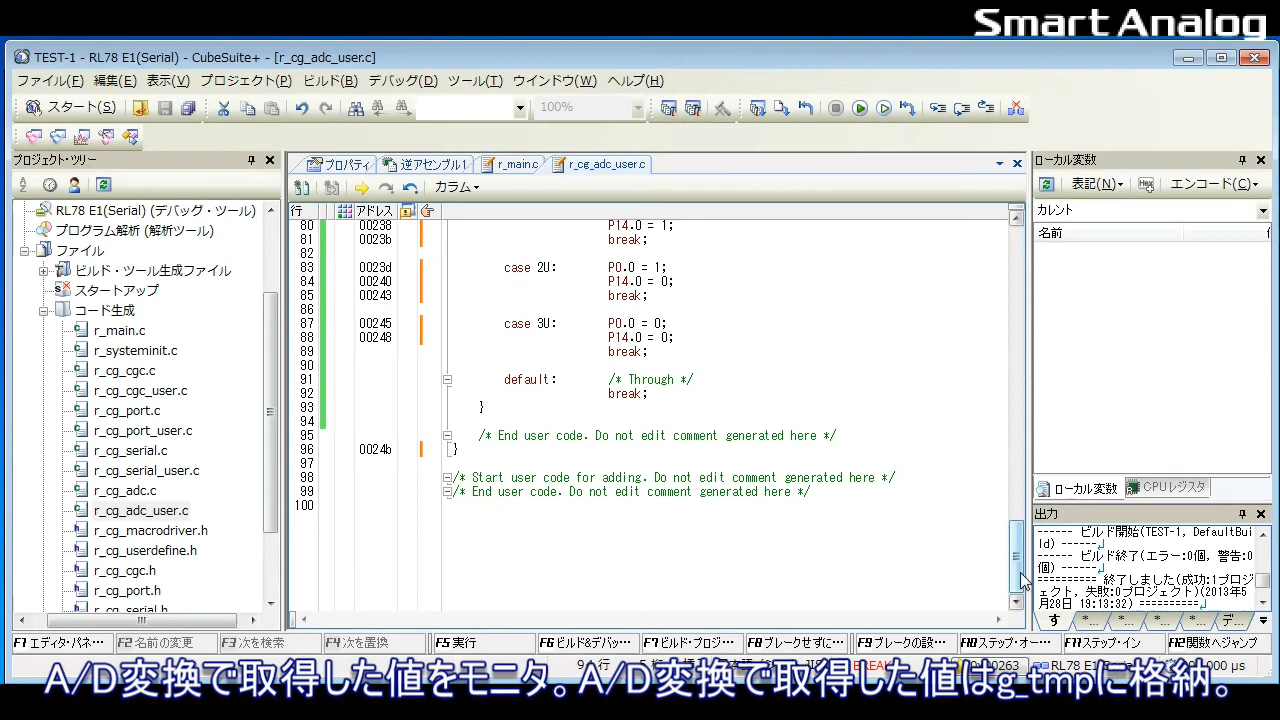 Smart Analog
TEST-1 - RL78 E1(Serial) - CubeSuite+ - [r_cg_adc_user.c]
ファイル(F) 編集(E) 表示(V) プロジェクト(P) ビルド(B) デバッグ(D) ツール(T) ウインドウ(W) ヘルプ(H)
スタート(S) 100%
プロジェクト・ツリー
RL78 E1(Serial) (デバッグ・ツール)
プログラム解析 (解析ツール)
ファイル
ビルド・ツール生成ファイル
スタートアップ
コード生成
r_main.c
r_systeminit.c
r_cg_cgc.c
r_cg_cgc_user.c
r_cg_port.c
r_cg_port_user.c
r_cg_serial.c
r_cg_serial_user.c
r_cg_adc.c
r_cg_adc_user.c
r_cg_macrodriver.h
r_cg_userdefine.h
r_cg_cgc.h
r_cg_port.h
r_cg_serial.h
プロパティ 逆アセンブル1 r_main.c r_cg_adc_user.c
カラム
行 アドレス
80 00238 P14.0 = 1;
81 0023b break;
82
83 0023d case 2U: P0.0 = 1;
84 00240 P14.0 = 0;
85 00243 break;
86
87 00245 case 3U: P0.0 = 0;
88 00248 P14.0 = 0;
89 break;
90
91 default: /* Through */
92 break;
93 }
94
95 /* End user code. Do not edit comment generated here */
96 0024b }
97
98 /* Start user code for adding. Do not edit comment generated here */
99 /* End user code. Do not edit comment generated here */
100
ローカル変数
表記(N) Hex エンコード(C)
カレント
名前
ローカル変数 CPUレジスタ
出力
------ ビルド開始(TEST-1, DefaultBui
ld) ------
------ ビルド終了(エラー:0個, 警告:0
個) ------
========== 終了しました(成功:1プロジ
ェクト, 失敗:0プロジェクト)(2013年5
月28日 19:13:32) ==========
す *... *... *... *... デ...
F1 エディタ・パネ... F2 名前の変更 F3 次を検索 F4 次を置換 F5 実行 F6 ビルド&デバッ... F7 ビルド・プロジ... F8 ブレークせずに... F9 ブレークの設... F10 ステップ・オー... F11 ステップ・イン F12 関数へジャンプ
BREAK RL78 E1(Serial)
A/D変換で取得した値をモニタ。A/D変換で取得した値はg_tmpに格納。